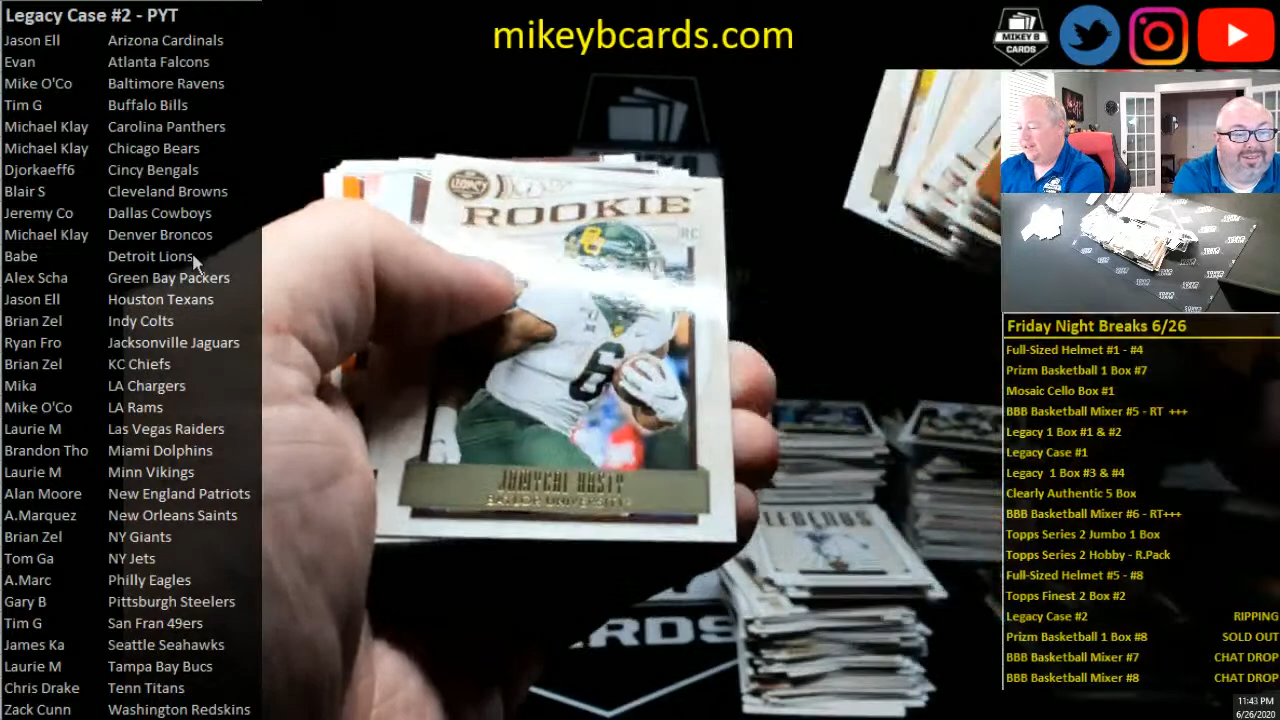 Legacy Case #2 - PYT
Jason Ell Arizona Cardinals
Evan Atlanta Falcons
Mike O'Co Baltimore Ravens
Tim G Buffalo Bills
Michael Klay Carolina Panthers
Michael Klay Chicago Bears
Djorkaeff6 Cincy Bengals
Blair S Cleveland Browns
Jeremy Co Dallas Cowboys
Michael Klay Denver Broncos
Babe Detroit Lions
Alex Scha Green Bay Packers
Jason Ell Houston Texans
Brian Zel Indy Colts
Ryan Fro Jacksonville Jaguars
Brian Zel KC Chiefs
Mika LA Chargers
Mike O'Co LA Rams
Laurie M Las Vegas Raiders
Brandon Tho Miami Dolphins
Laurie M Minn Vikings
Alan Moore New England Patriots
A.Marquez New Orleans Saints
Brian Zel NY Giants
Tom Ga NY Jets
A.Marc Philly Eagles
Gary B Pittsburgh Steelers
Tim G San Fran 49ers
James Ka Seattle Seahawks
Laurie M Tampa Bay Bucs
Chris Drake Tenn Titans
Zack Cunn Washington Redskins
mikeybcards.com
MIKEY B
CARDS
LEGACY
ROOKIE
RC
6
JAMYCAL HASTY
BAYLOR UNIVERSITY
LEGENDS
CARDS
Friday Night Breaks 6/26
Full-Sized Helmet #1 - #4
Prizm Basketball 1 Box #7
Mosaic Cello Box #1
BBB Basketball Mixer #5 - RT +++
Legacy 1 Box #1 & #2
Legacy Case #1
Legacy 1 Box #3 & #4
Clearly Authentic 5 Box
BBB Basketball Mixer #6 - RT+++
Topps Series 2 Jumbo 1 Box
Topps Series 2 Hobby - R.Pack
Full-Sized Helmet #5 - #8
Topps Finest 2 Box #2
Legacy Case #2 RIPPING
Prizm Basketball 1 Box #8 SOLD OUT
BBB Basketball Mixer #7 CHAT DROP
BBB Basketball Mixer #8 CHAT DROP
11:43 PM
6/26/2020